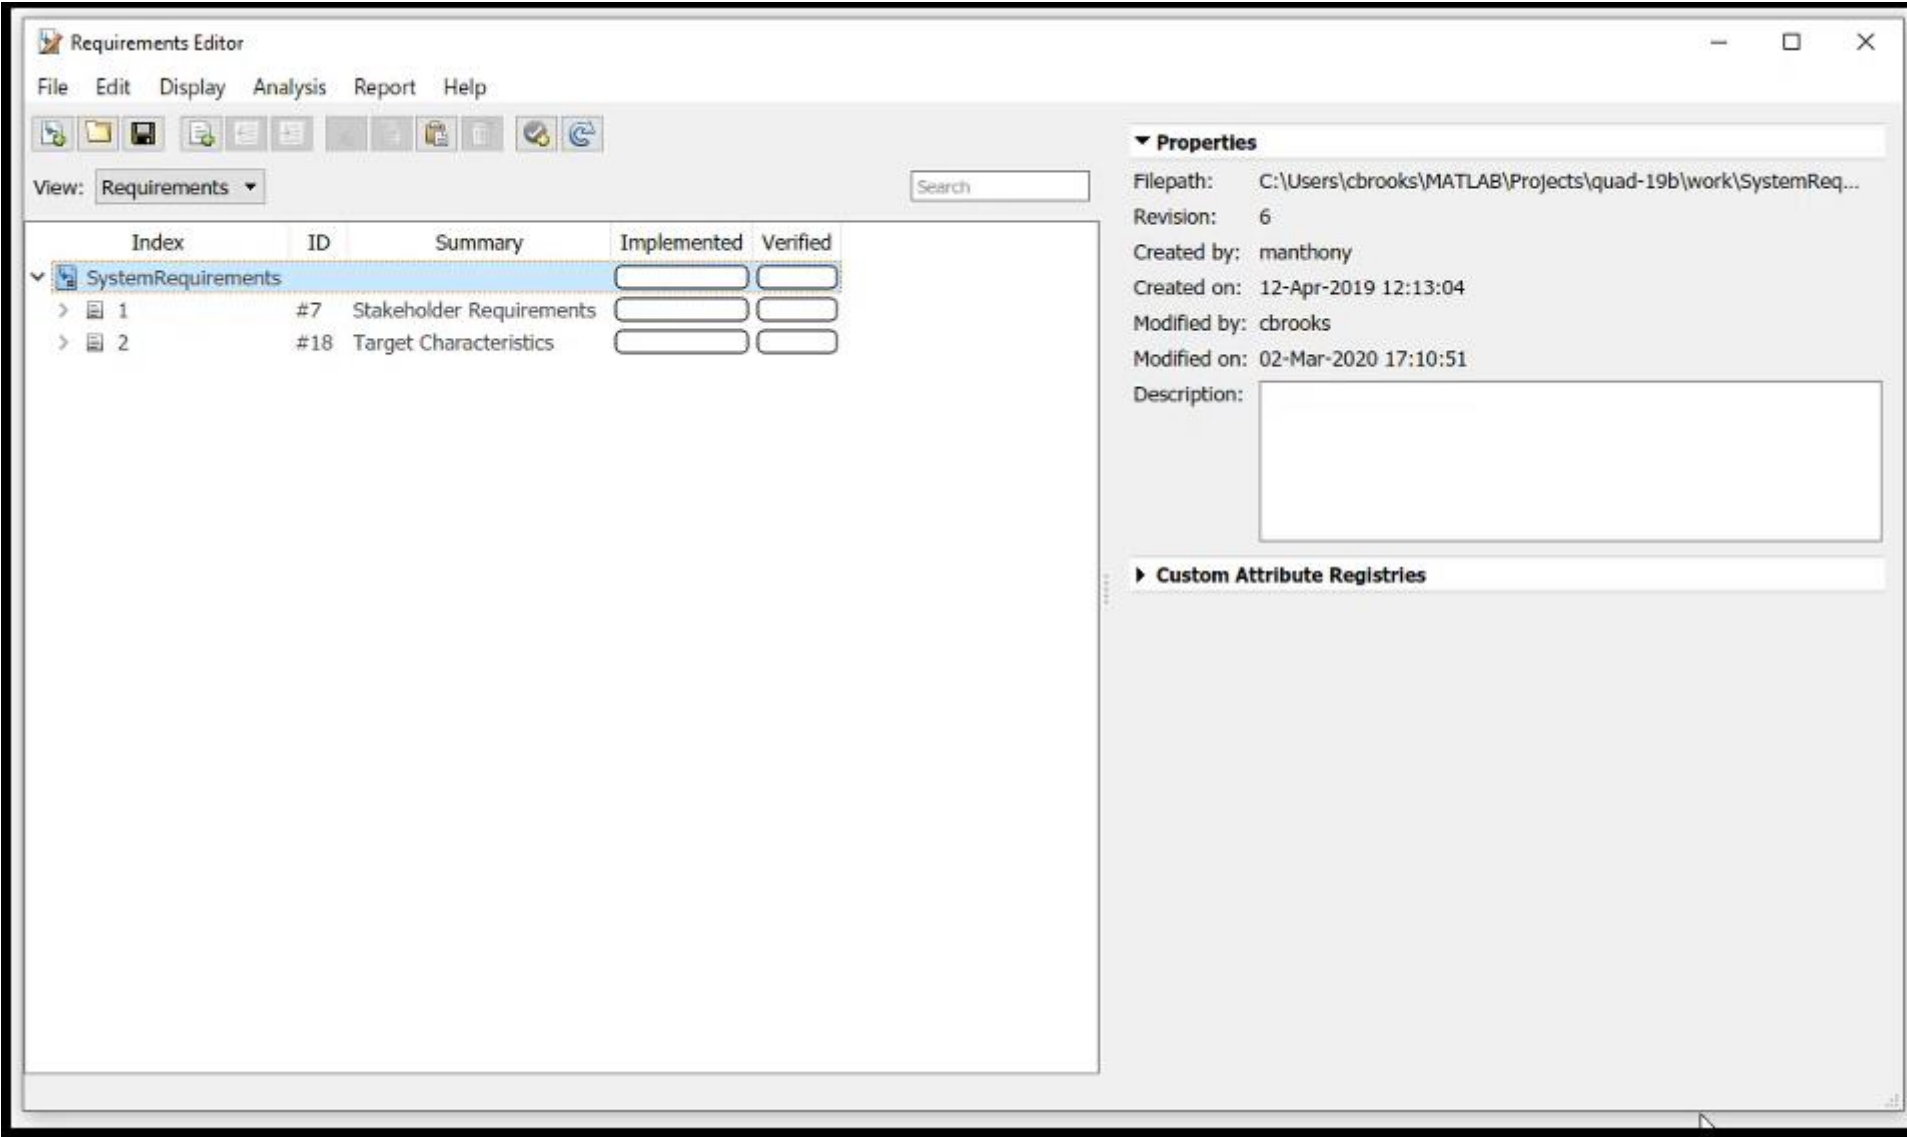 Requirements Editor
File Edit Display Analysis Report Help
View: Requirements
Search
Index ID Summary Implemented Verified
SystemRequirements
1 #7 Stakeholder Requirements
2 #18 Target Characteristics
Properties
Filepath: C:\Users\cbrooks\MATLAB\Projects\quad-19b\work\SystemReq...
Revision: 6
Created by: manthony
Created on: 12-Apr-2019 12:13:04
Modified by: cbrooks
Modified on: 02-Mar-2020 17:10:51
Description:
Custom Attribute Registries